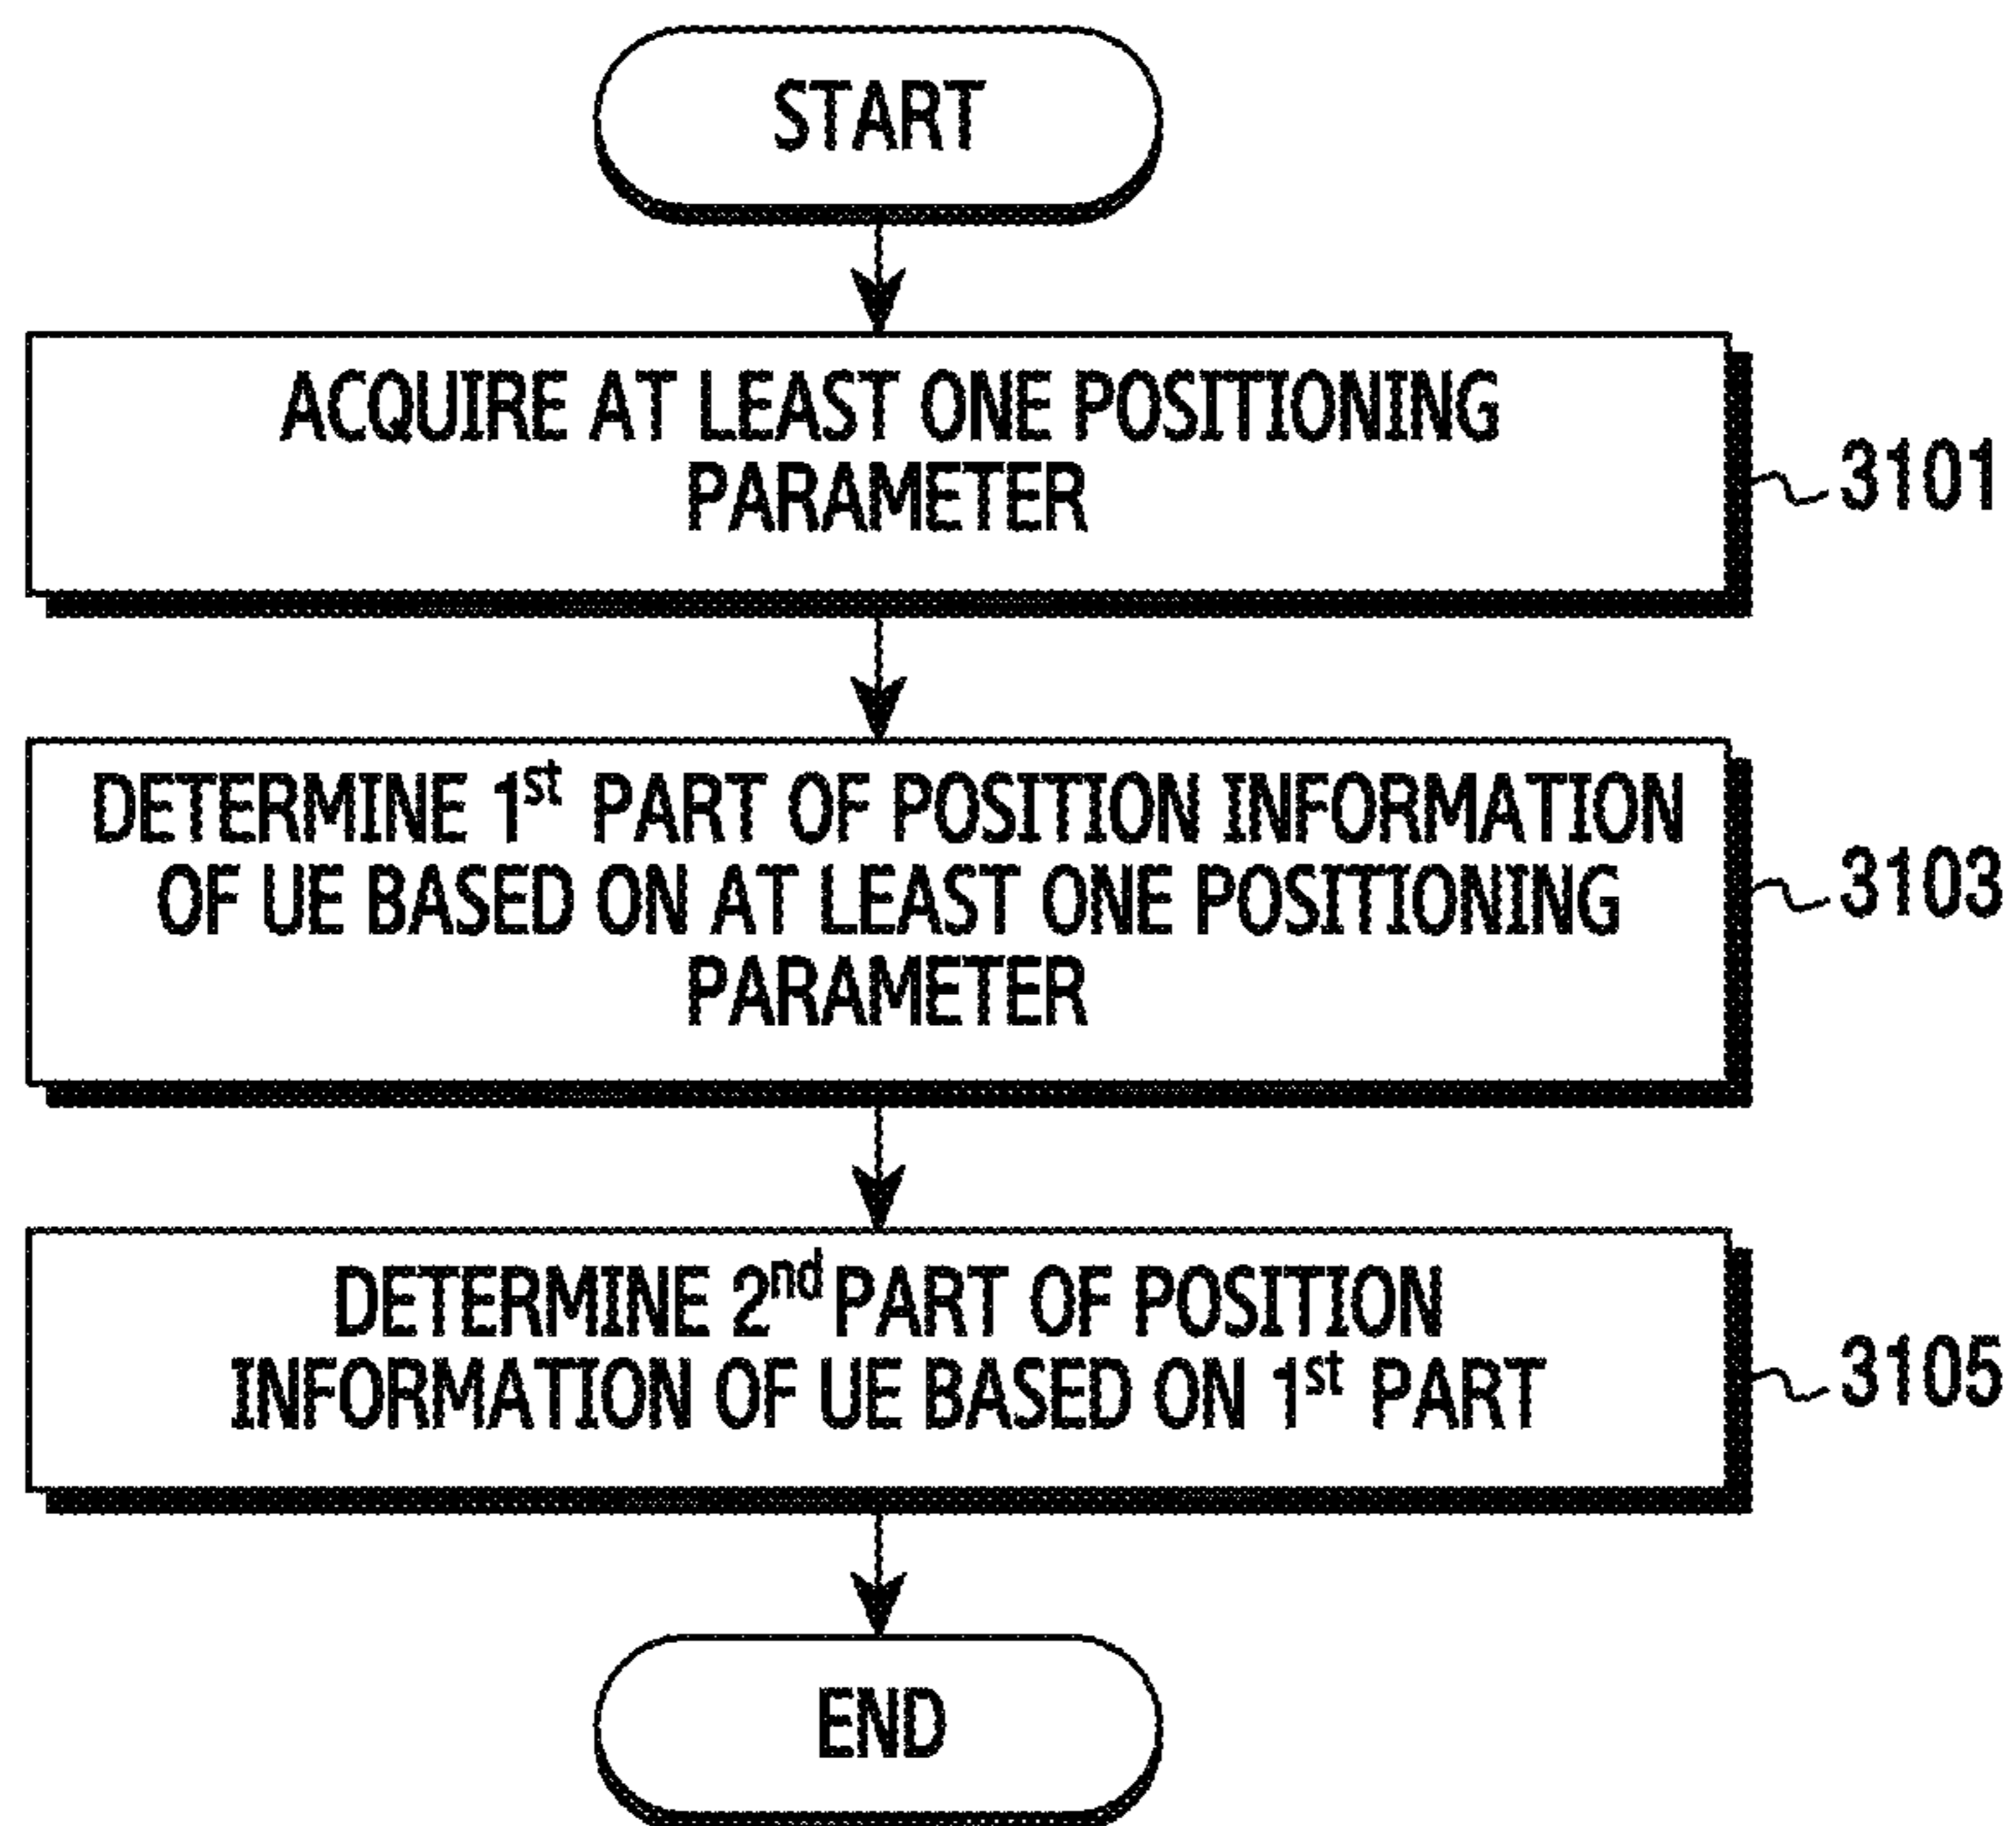 START
ACQUIRE AT LEAST ONE POSITIONING
PARAMETER
3101
DETERMINE 1st PART OF POSITION INFORMATION
OF UE BASED ON AT LEAST ONE POSITIONING
PARAMETER
3103
DETERMINE 2nd PART OF POSITION
INFORMATION OF UE BASED ON 1st PART
3105
END